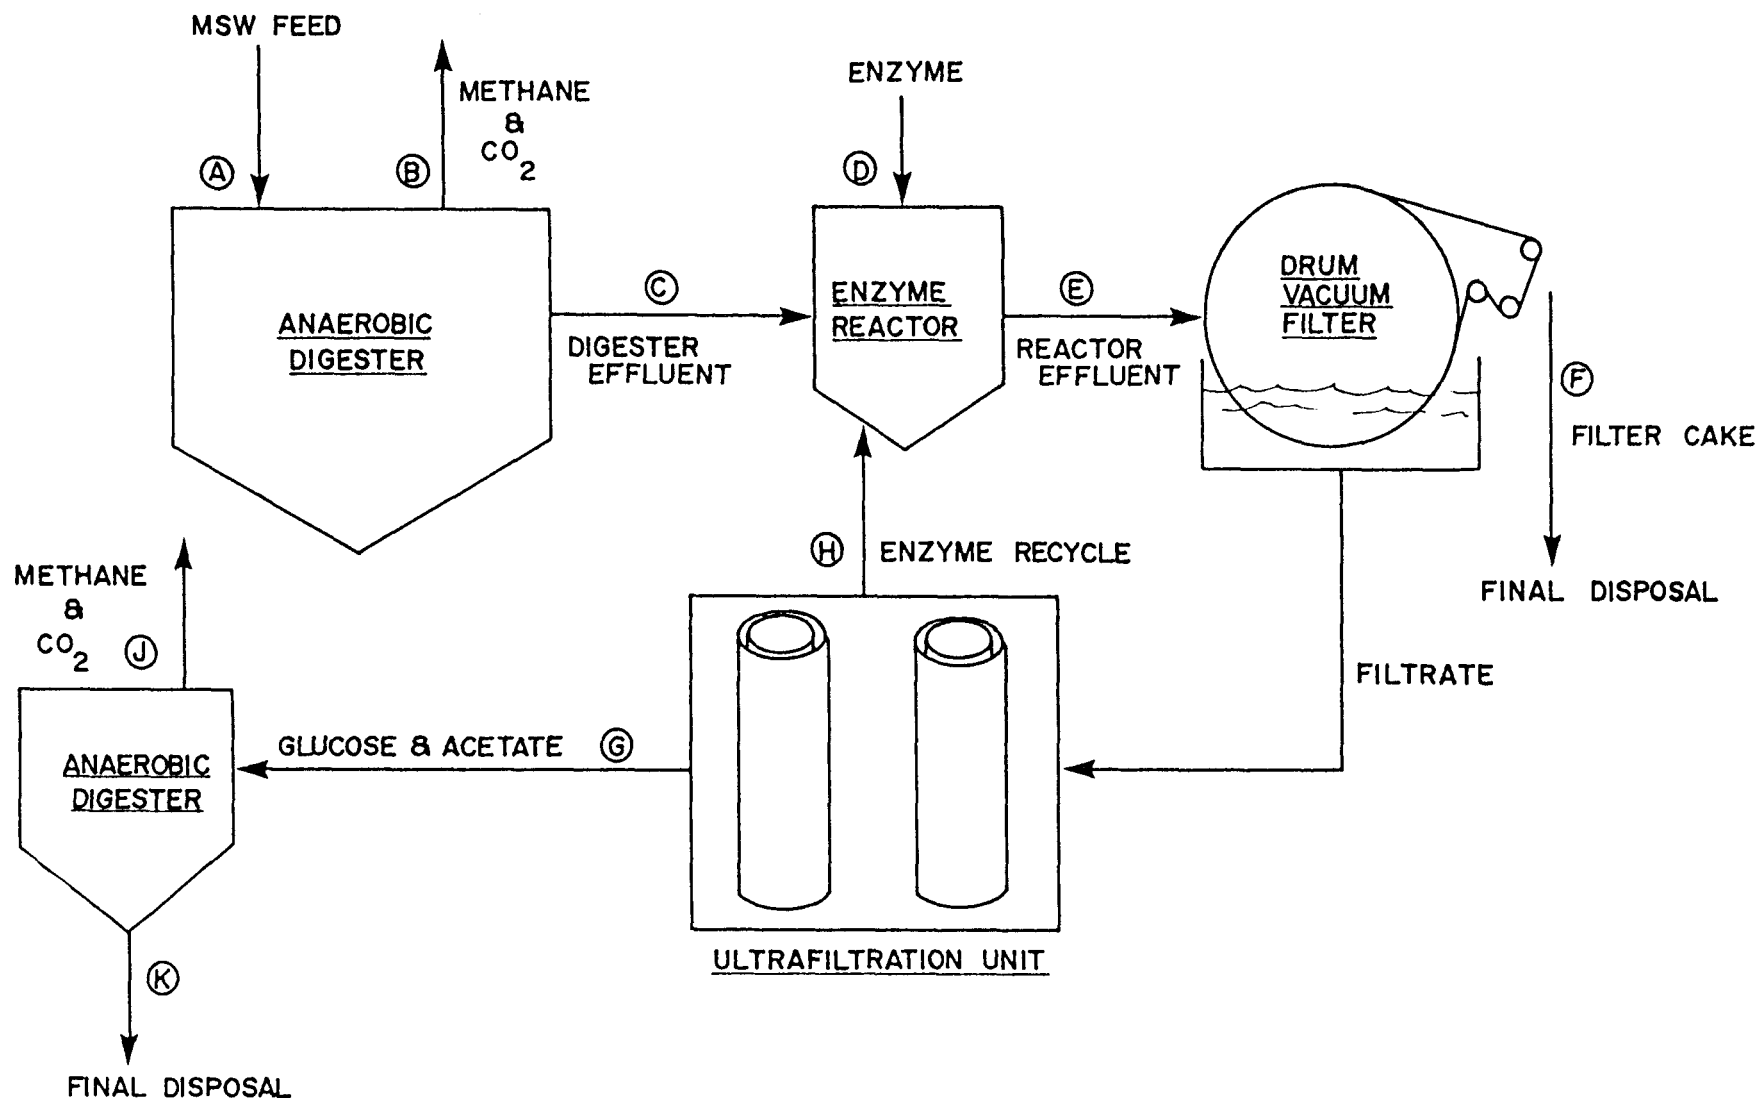 MSW FEED
METHANE
&
CO2
ENZYME
A
B
D
C
E
ANAEROBIC
DIGESTER
DIGESTER
EFFLUENT
ENZYME
REACTOR
REACTOR
EFFLUENT
DRUM
VACUUM
FILTER
F
FILTER CAKE
FINAL DISPOSAL
H
ENZYME RECYCLE
FILTRATE
METHANE
&
CO2
J
GLUCOSE & ACETATE
G
ANAEROBIC
DIGESTER
ULTRAFILTRATION UNIT
K
FINAL DISPOSAL